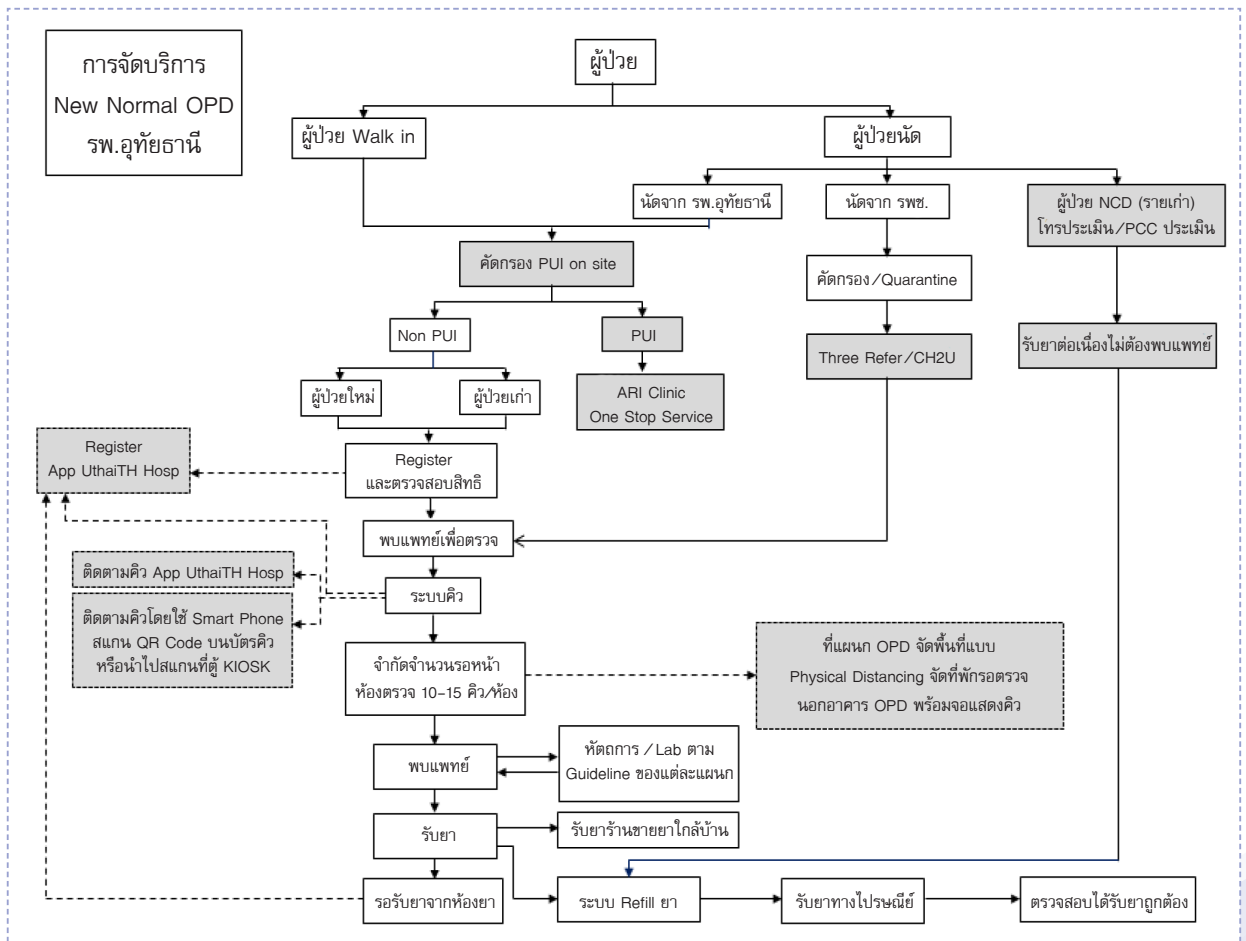 การจัดบริการ
New Normal OPD
รพ.อุทัยธานี
ผู้ป่วย
ผู้ป่วย Walk in
ผู้ป่วยนัด
นัดจาก รพ.อุทัยธานี
นัดจาก รพช.
ผู้ป่วย NCD (รายเก่า)
โทรประเมิน/PCC ประเมิน
คัดกรอง PUI on site
คัดกรอง/Quarantine
Non PUI
PUI
Three Refer/CH2U
รับยาต่อเนื่องไม่ต้องพบแพทย์
ผู้ป่วยใหม่
ผู้ป่วยเก่า
ARI Clinic
One Stop Service
Register
App UthaiTH Hosp
Register
และตรวจสอบสิทธิ
พบแพทย์เพื่อตรวจ
ติดตามคิว App UthaiTH Hosp
ระบบคิว
ติดตามคิวโดยใช้ Smart Phone
สแกน QR Code บนบัตรคิว
หรือนำไปสแกนที่ตู้ KIOSK
จำกัดจำนวนรอหน้า
ห้องตรวจ 10-15 คิว/ห้อง
ที่แผนก OPD จัดพื้นที่แบบ
Physical Distancing จัดที่พักรอตรวจ
นอกอาคาร OPD พร้อมจอแสดงคิว
พบแพทย์
หัตถการ /Lab ตาม
Guideline ของแต่ละแผนก
รับยา
รับยาร้านขายยาใกล้บ้าน
รอรับยาจากห้องยา
ระบบ Refill ยา
รับยาทางไปรษณีย์
ตรวจสอบได้รับยาถูกต้อง